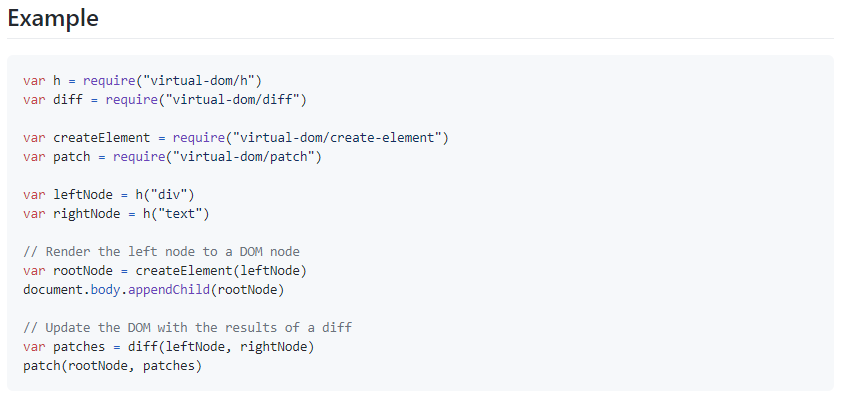 Example
var h = require("virtual-dom/h")
var diff = require("virtual-dom/diff")
var createElement = require("virtual-dom/create-element")
var patch = require("virtual-dom/patch")
var leftNode = h("div")
var rightNode = h("text")
// Render the left node to a DOM node
var rootNode = createElement(leftNode)
document.body.appendChild(rootNode)
// Update the DOM with the results of a diff
var patches = diff(leftNode, rightNode)
patch(rootNode, patches)